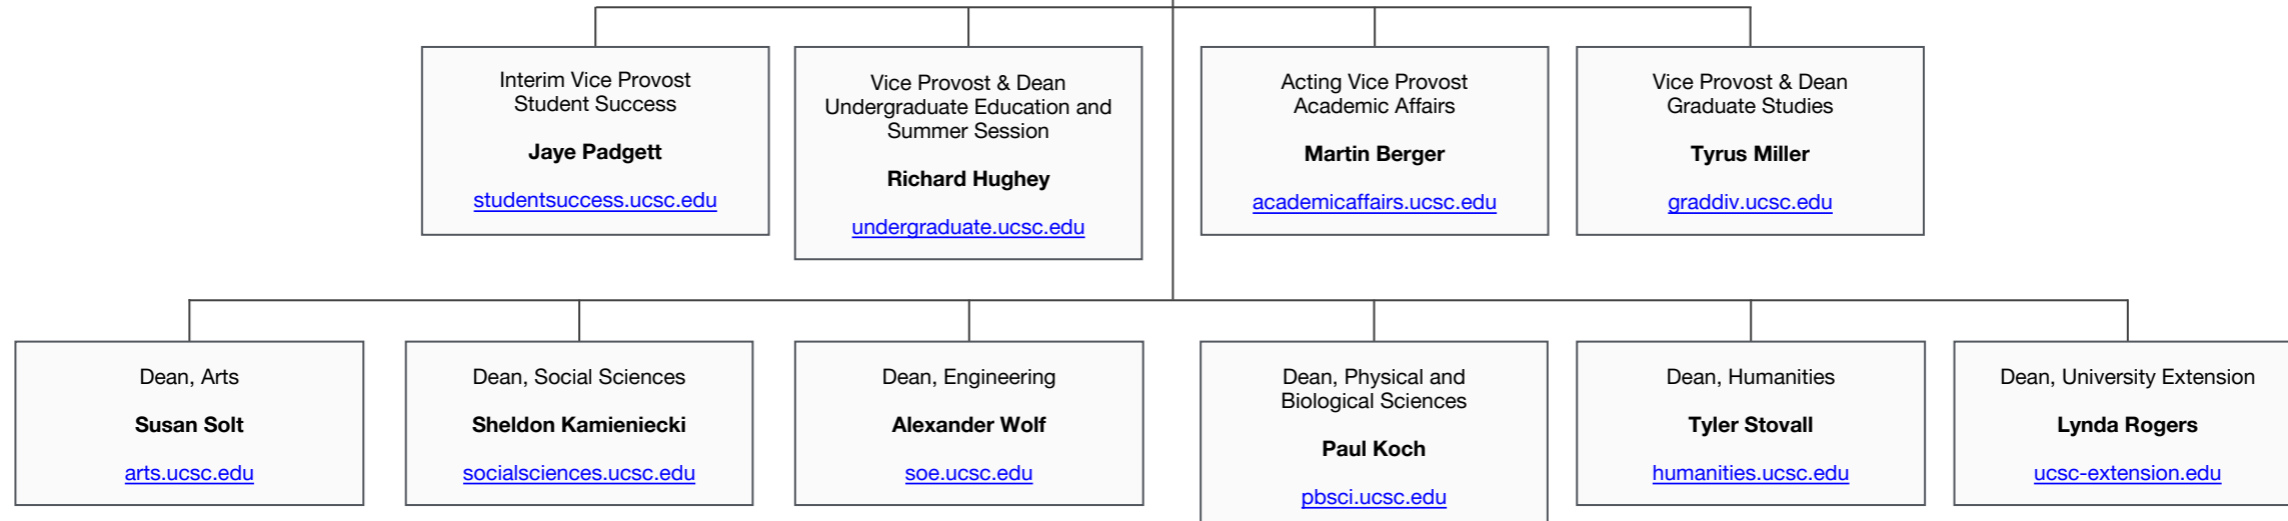 Interim Vice Provost
Student Success
Jaye Padgett
studentsuccess.ucsc.edu
Vice Provost & Dean
Undergraduate Education and
Summer Session
Richard Hughey
undergraduate.ucsc.edu
Acting Vice Provost
Academic Affairs
Martin Berger
academicaffairs.ucsc.edu
Vice Provost & Dean
Graduate Studies
Tyrus Miller
graddiv.ucsc.edu
Dean, Arts
Susan Solt
arts.ucsc.edu
Dean, Social Sciences
Sheldon Kamieniecki
socialsciences.ucsc.edu
Dean, Engineering
Alexander Wolf
soe.ucsc.edu
Dean, Physical and
Biological Sciences
Paul Koch
pbsci.ucsc.edu
Dean, Humanities
Tyler Stovall
humanities.ucsc.edu
Dean, University Extension
Lynda Rogers
ucsc-extension.edu